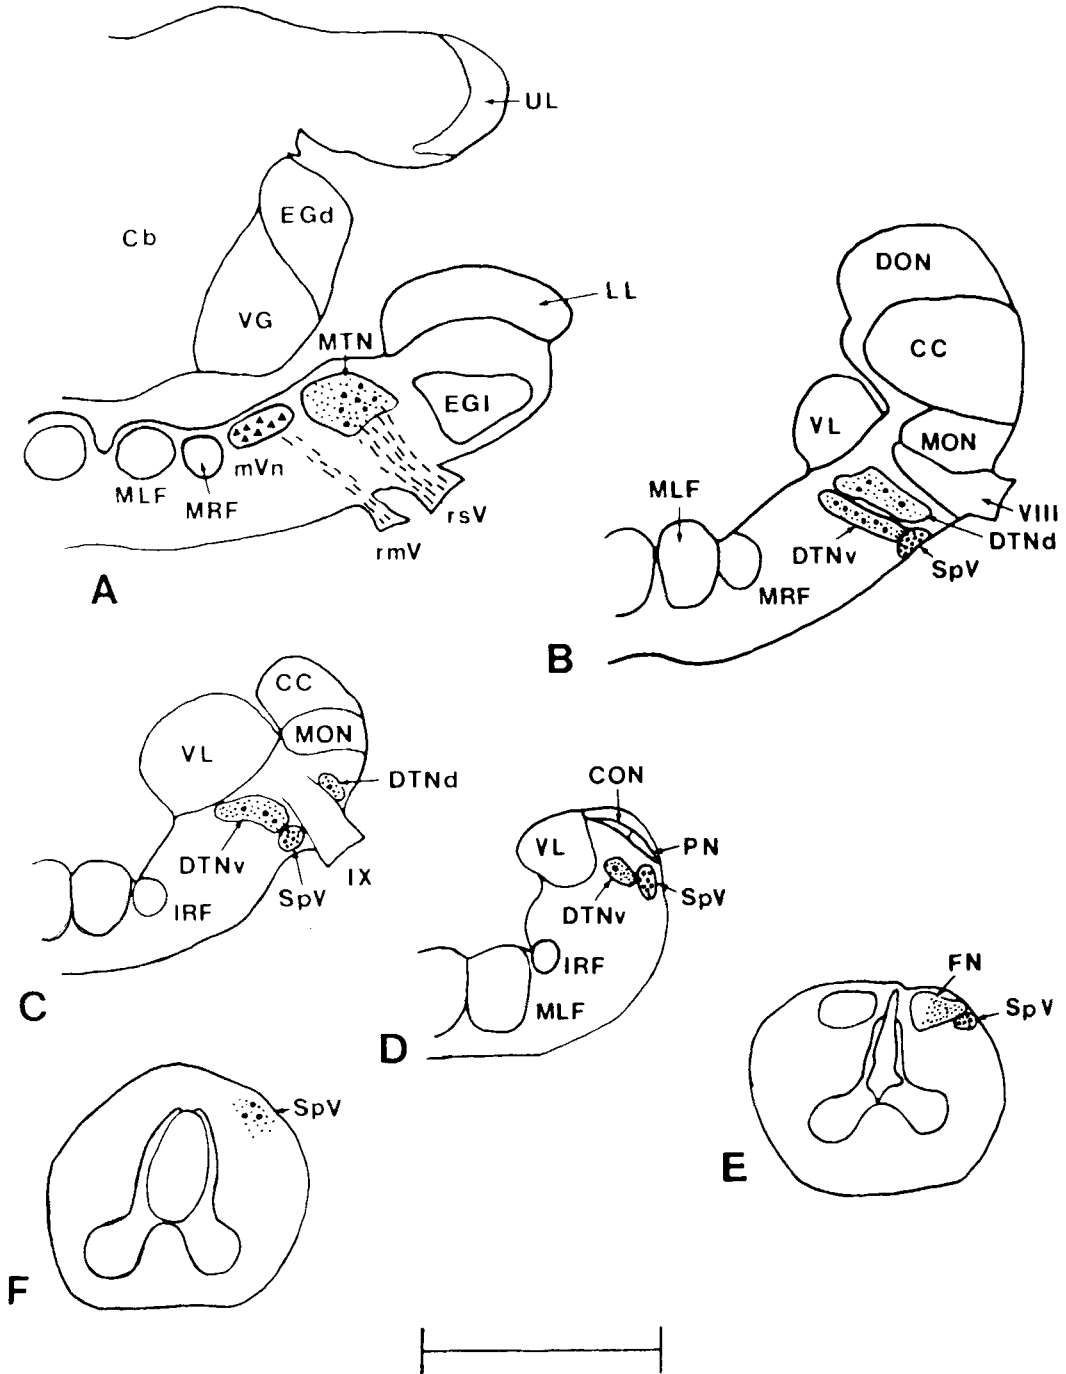 UL
EGd
Cb
VG
LL
MTN
EGl
mVn
MLF
MRF
rsV
rmV
A
DON
CC
VL
MON
MLF
VIII
DTNd
DTNv
SpV
MRF
B
CC
MON
VL
DTNd
DTNv
IX
SpV
IRF
C
CON
VL
PN
SpV
DTNv
IRF
MLF
D
FN
SpV
E
SpV
F